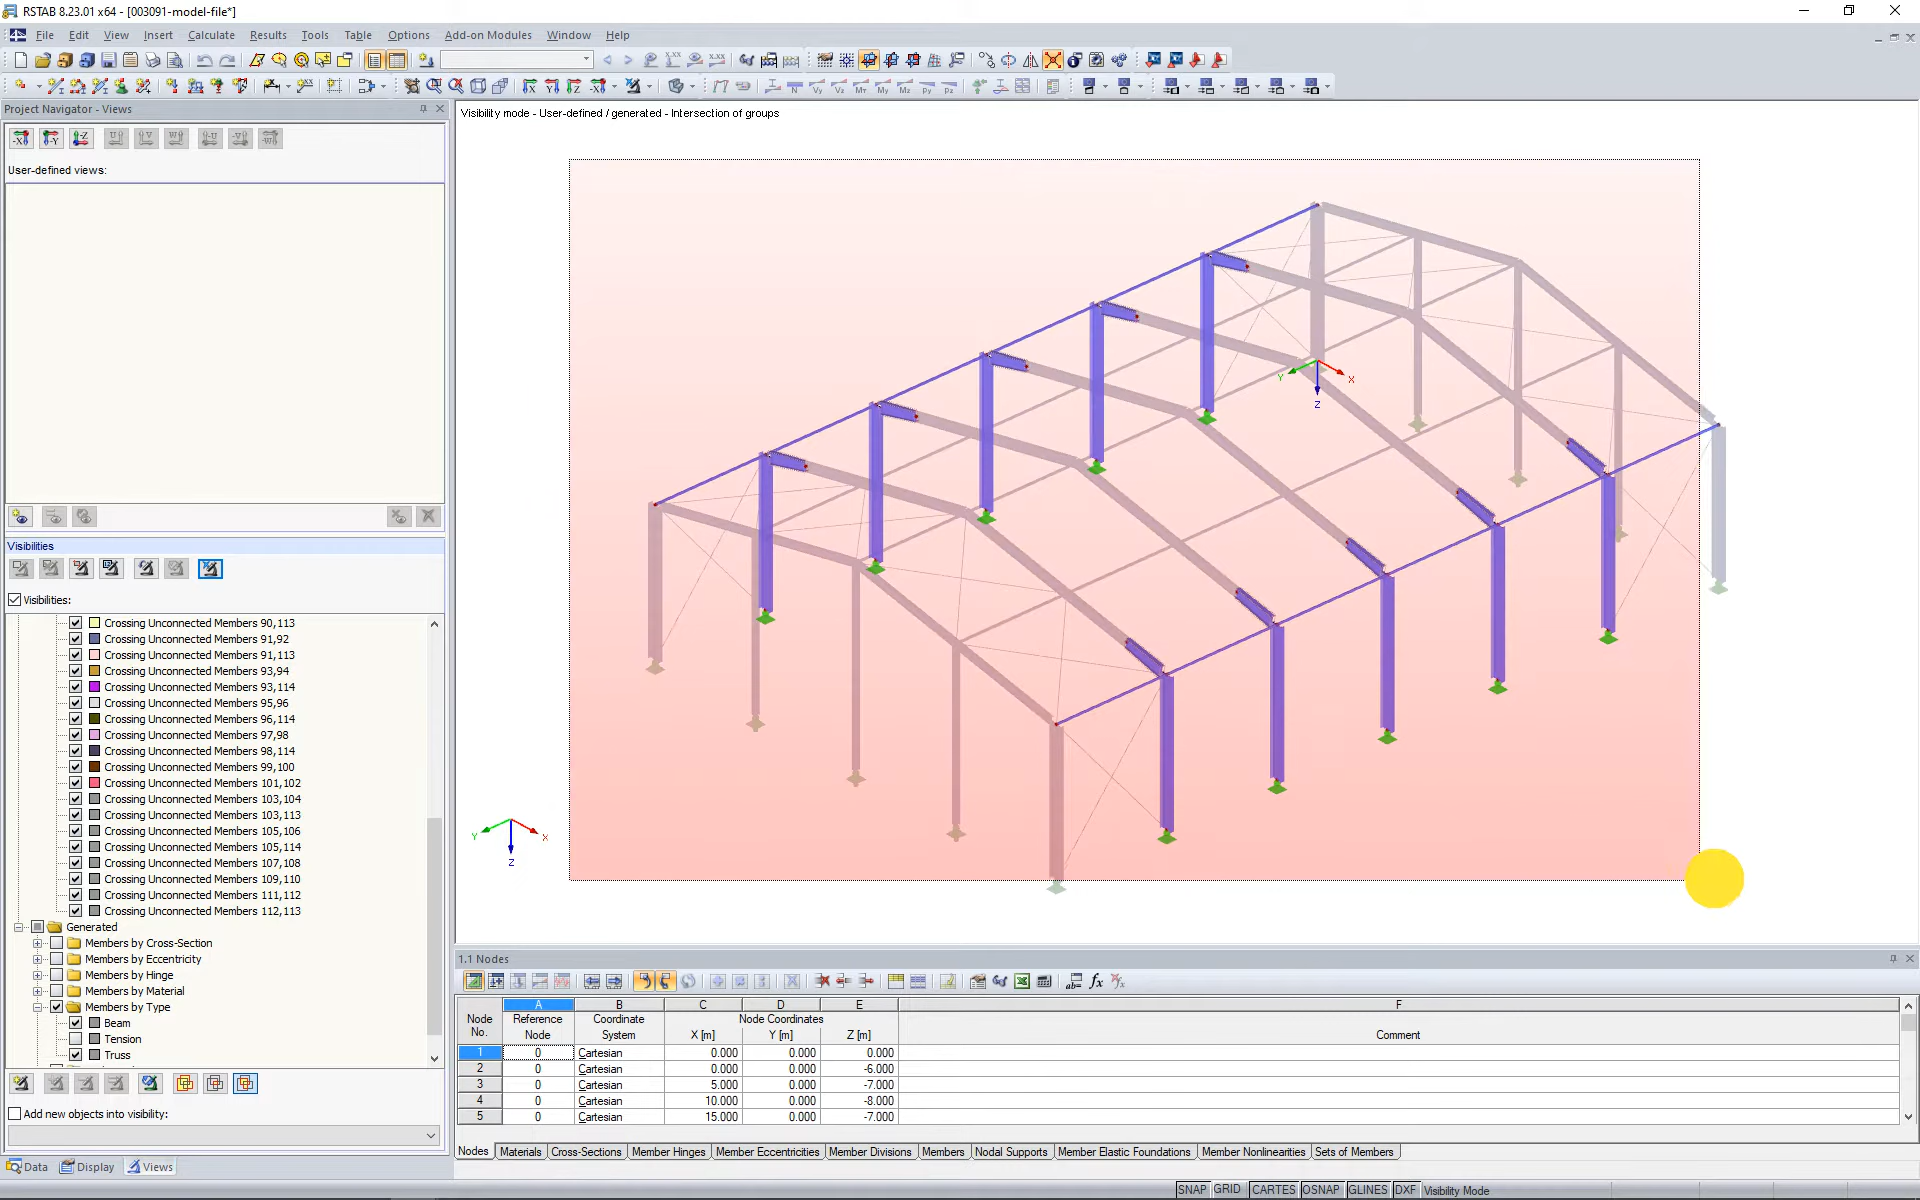 RSTAB 8.23.01 x64 - [003091-model-file*]
File Edit View Insert Calculate Results Tools Table Options Add-on Modules Window Help
Project Navigator - Views
User-defined views:
Visibilities
Visibilities:
Crossing Unconnected Members 90,113
Crossing Unconnected Members 91,92
Crossing Unconnected Members 91,113
Crossing Unconnected Members 93,94
Crossing Unconnected Members 93,114
Crossing Unconnected Members 95,96
Crossing Unconnected Members 96,114
Crossing Unconnected Members 97,98
Crossing Unconnected Members 98,114
Crossing Unconnected Members 99,100
Crossing Unconnected Members 101,102
Crossing Unconnected Members 103,104
Crossing Unconnected Members 103,113
Crossing Unconnected Members 105,106
Crossing Unconnected Members 105,114
Crossing Unconnected Members 107,108
Crossing Unconnected Members 109,110
Crossing Unconnected Members 111,112
Crossing Unconnected Members 112,113
Generated
Members by Cross-Section
Members by Eccentricity
Members by Hinge
Members by Material
Members by Type
Beam
Tension
Truss
Add new objects into visibility:
Data Display Views
Visibility mode - User-defined / generated - Intersection of groups
Y X
Z
Y X
Z
1.1 Nodes
A B C D E F
Node Reference Coordinate Node Coordinates
No. Node System X [m] Y [m] Z [m] Comment
1 0 Cartesian 0.000 0.000 0.000
2 0 Cartesian 0.000 0.000 -6.000
3 0 Cartesian 5.000 0.000 -7.000
4 0 Cartesian 10.000 0.000 -8.000
5 0 Cartesian 15.000 0.000 -7.000
Nodes Materials Cross-Sections Member Hinges Member Eccentricities Member Divisions Members Nodal Supports Member Elastic Foundations Member Nonlinearities Sets of Members
SNAP GRID CARTES OSNAP GLINES DXF Visibility Mode